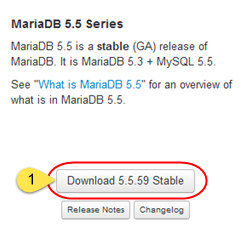 MariaDB 5.5 Series
MariaDB 5.5 is a stable (GA) release of
MariaDB. It is MariaDB 5.3 + MySQL 5.5.
See "What is MariaDB 5.5" for an overview of
what is in MariaDB 5.5.
1
Download 5.5.59 Stable
Release Notes
Changelog